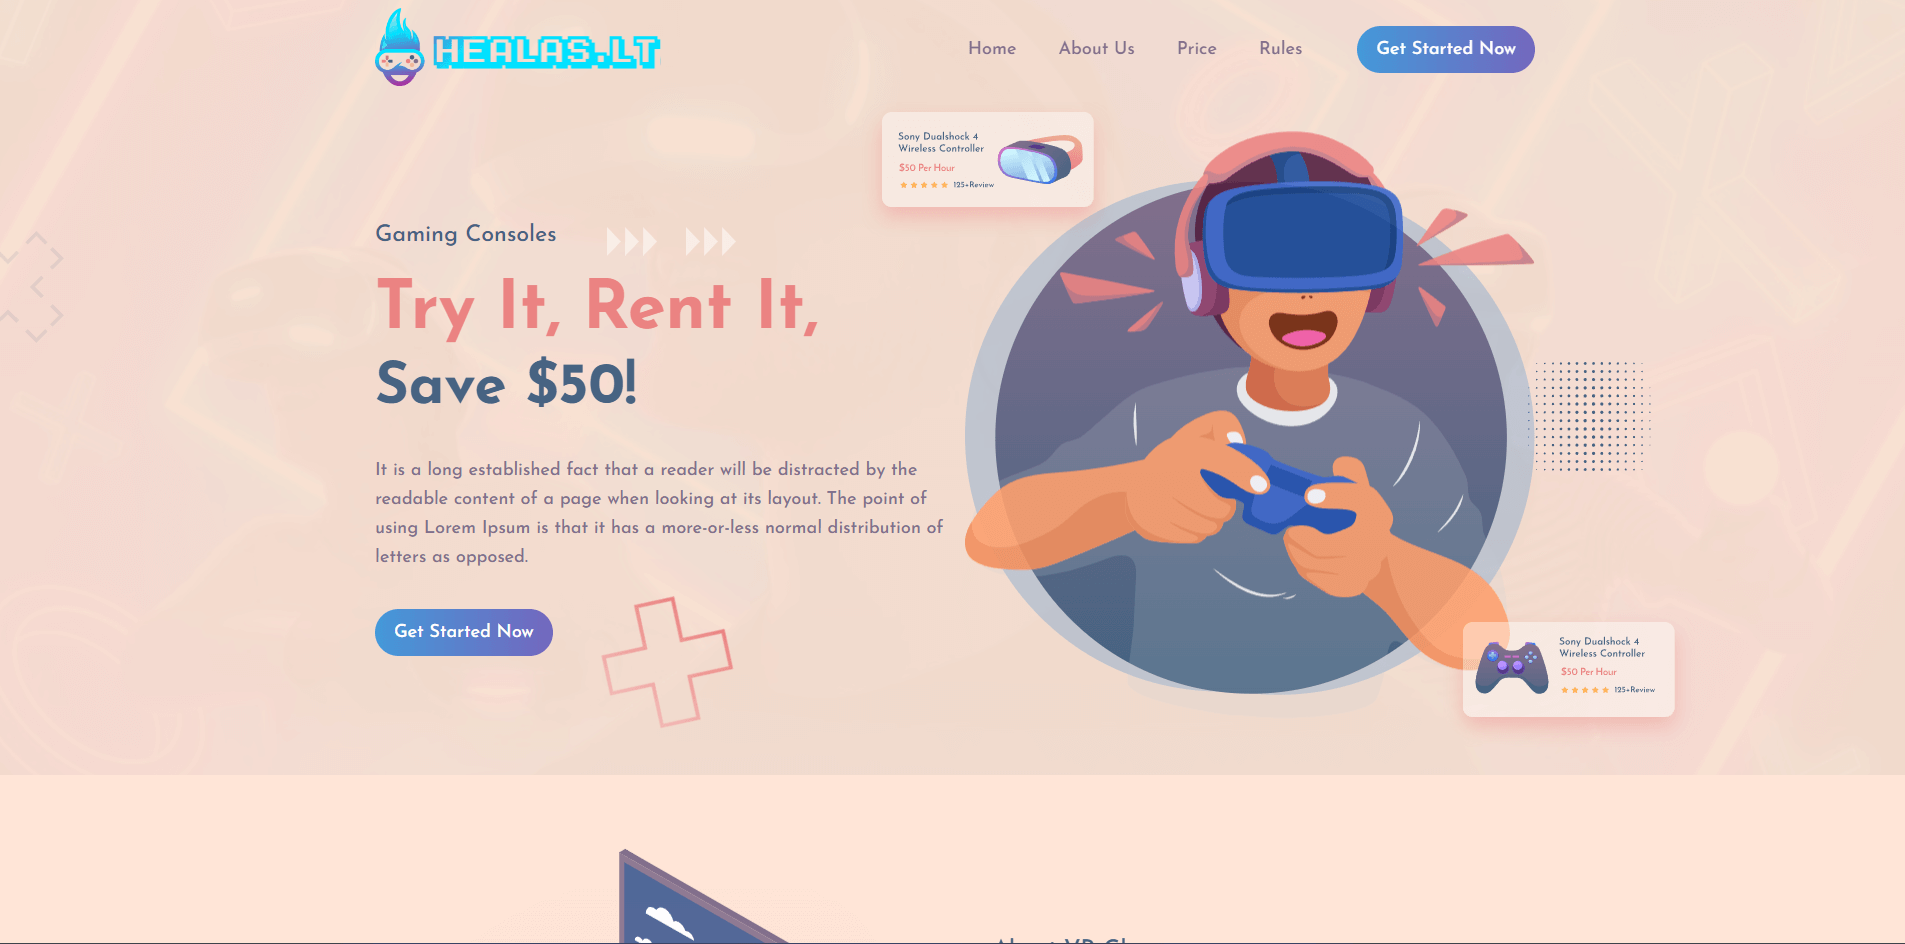 HEALAS.LT
Home
About Us
Price
Rules
Get Started Now
Sony Dualshock 4
Wireless Controller
$50 Per Hour
125+Review
Gaming Consoles
Try It, Rent It,
Save $50!
It is a long established fact that a reader will be distracted by the
readable content of a page when looking at its layout. The point of
using Lorem Ipsum is that it has a more-or-less normal distribution of
letters as opposed.
Get Started Now
Sony Dualshock 4
Wireless Controller
$50 Per Hour
125+Review